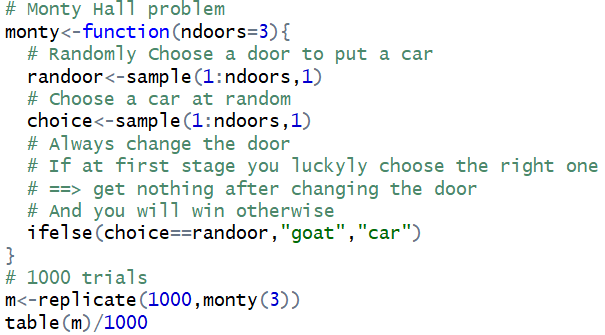 # Monty Hall problem
monty<-function(ndoors=3){
  # Randomly Choose a door to put a car
  randoor<-sample(1:ndoors,1)
  # Choose a car at random
  choice<-sample(1:ndoors,1)
  # Always change the door
  # If at first stage you luckyly choose the right one
  # ==> get nothing after changing the door
  # And you will win otherwise
  ifelse(choice==randoor,"goat","car")
}
# 1000 trials
m<-replicate(1000,monty(3))
table(m)/1000